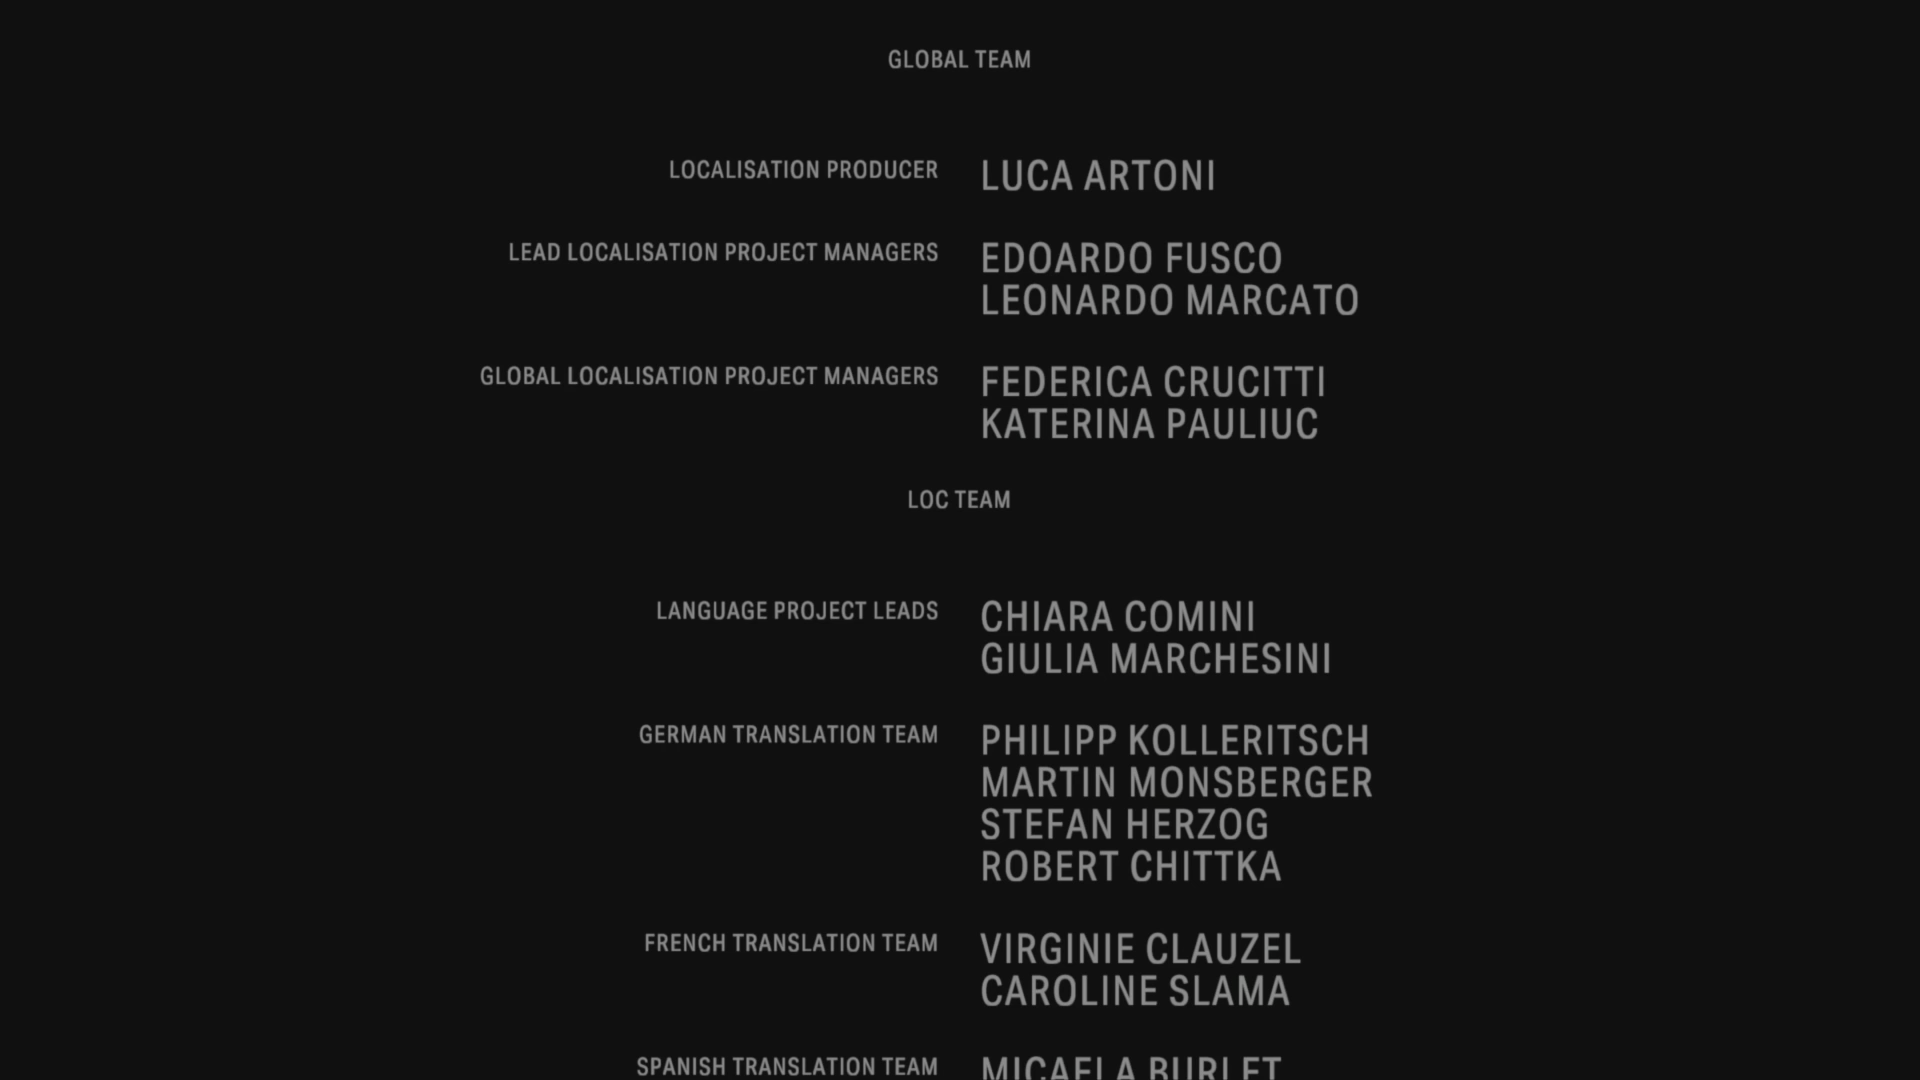 GLOBAL TEAM
LOCALISATION PRODUCER LUCA ARTONI
LEAD LOCALISATION PROJECT MANAGERS EDOARDO FUSCO
LEONARDO MARCATO
GLOBAL LOCALISATION PROJECT MANAGERS FEDERICA CRUCITTI
KATERINA PAULIUC
LOC TEAM
LANGUAGE PROJECT LEADS CHIARA COMINI
GIULIA MARCHESINI
GERMAN TRANSLATION TEAM PHILIPP KOLLERITSCH
MARTIN MONSBERGER
STEFAN HERZOG
ROBERT CHITTKA
FRENCH TRANSLATION TEAM VIRGINIE CLAUZEL
CAROLINE SLAMA
SPANISH TRANSLATION TEAM MICAELA BURLET